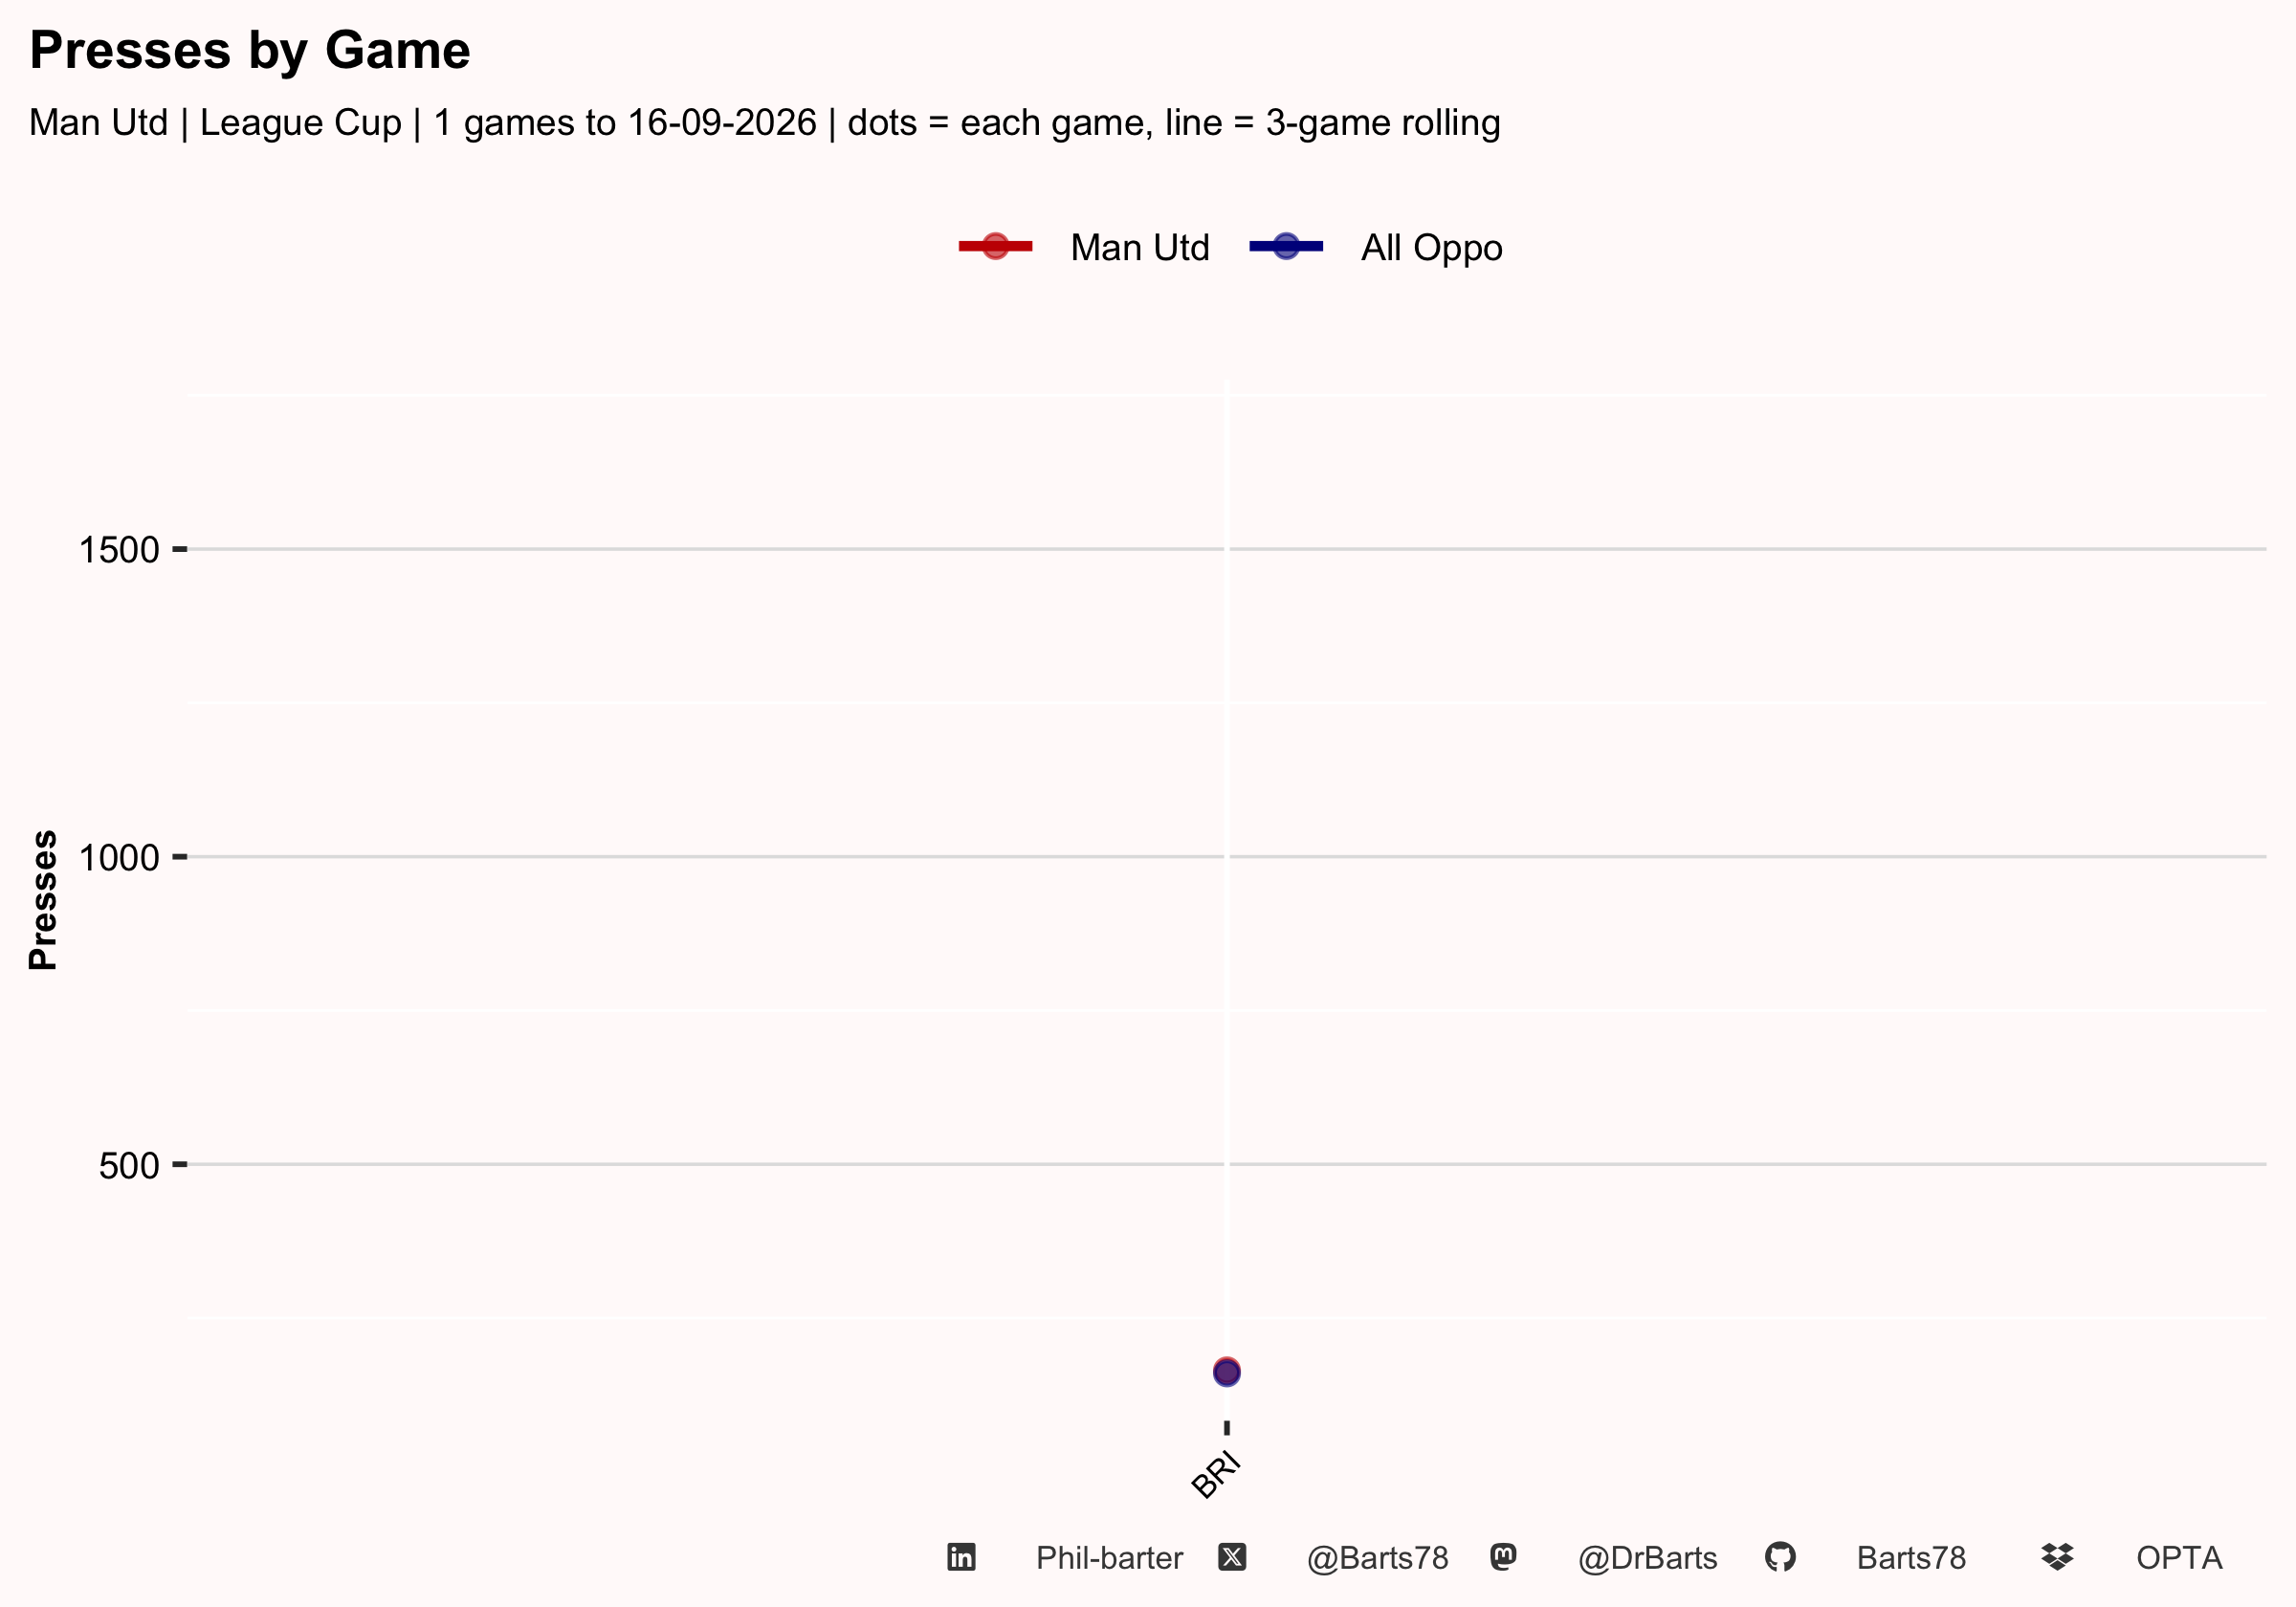 Presses by Game
Man Utd | League Cup | 1 games to 16-09-2026 | dots = each game, line = 3-game rolling
Man Utd All Oppo
1500
1000
500
Presses
BRI
Phil-barter @Barts78 @DrBarts Barts78 OPTA